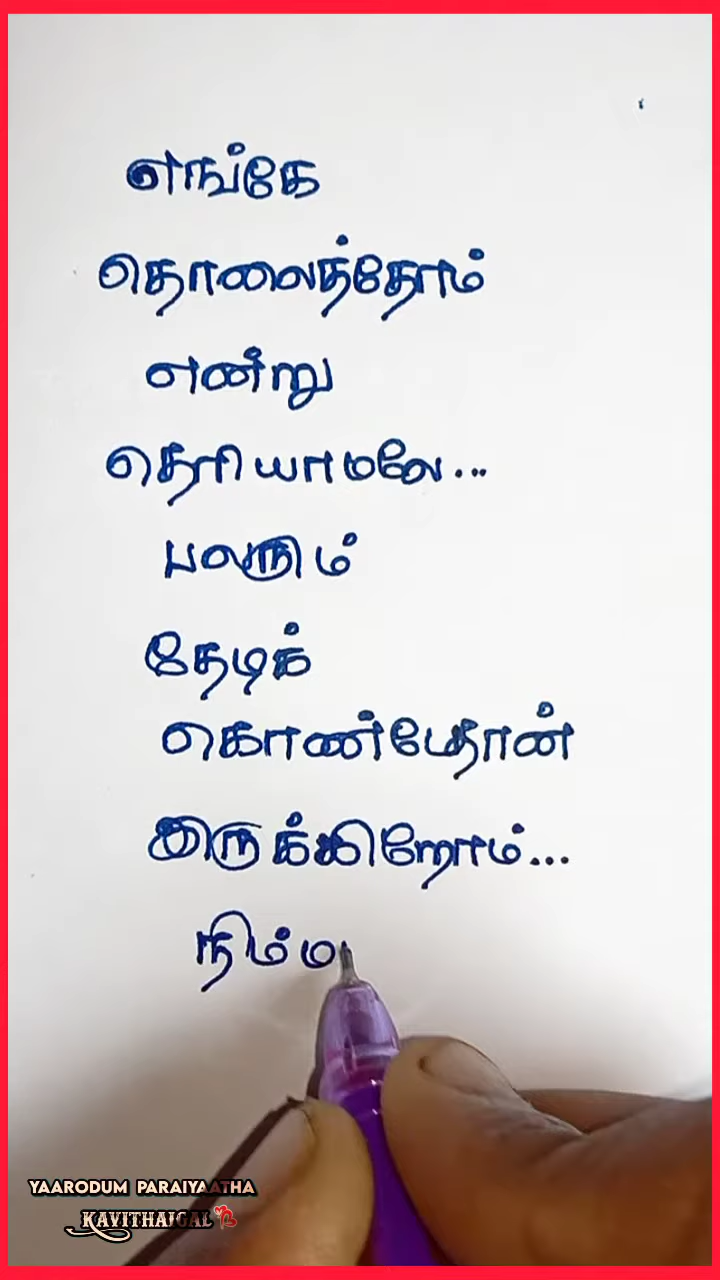 எங்கே
தொலைத்தோம்
என்று
தெரியாமலே...
பலரும்
தேடிக்
கொண்டேதான்
இருக்கிறோம்...
நிம்ம
YAARODUM PARAIYAATHA
KAVITHAIGAL